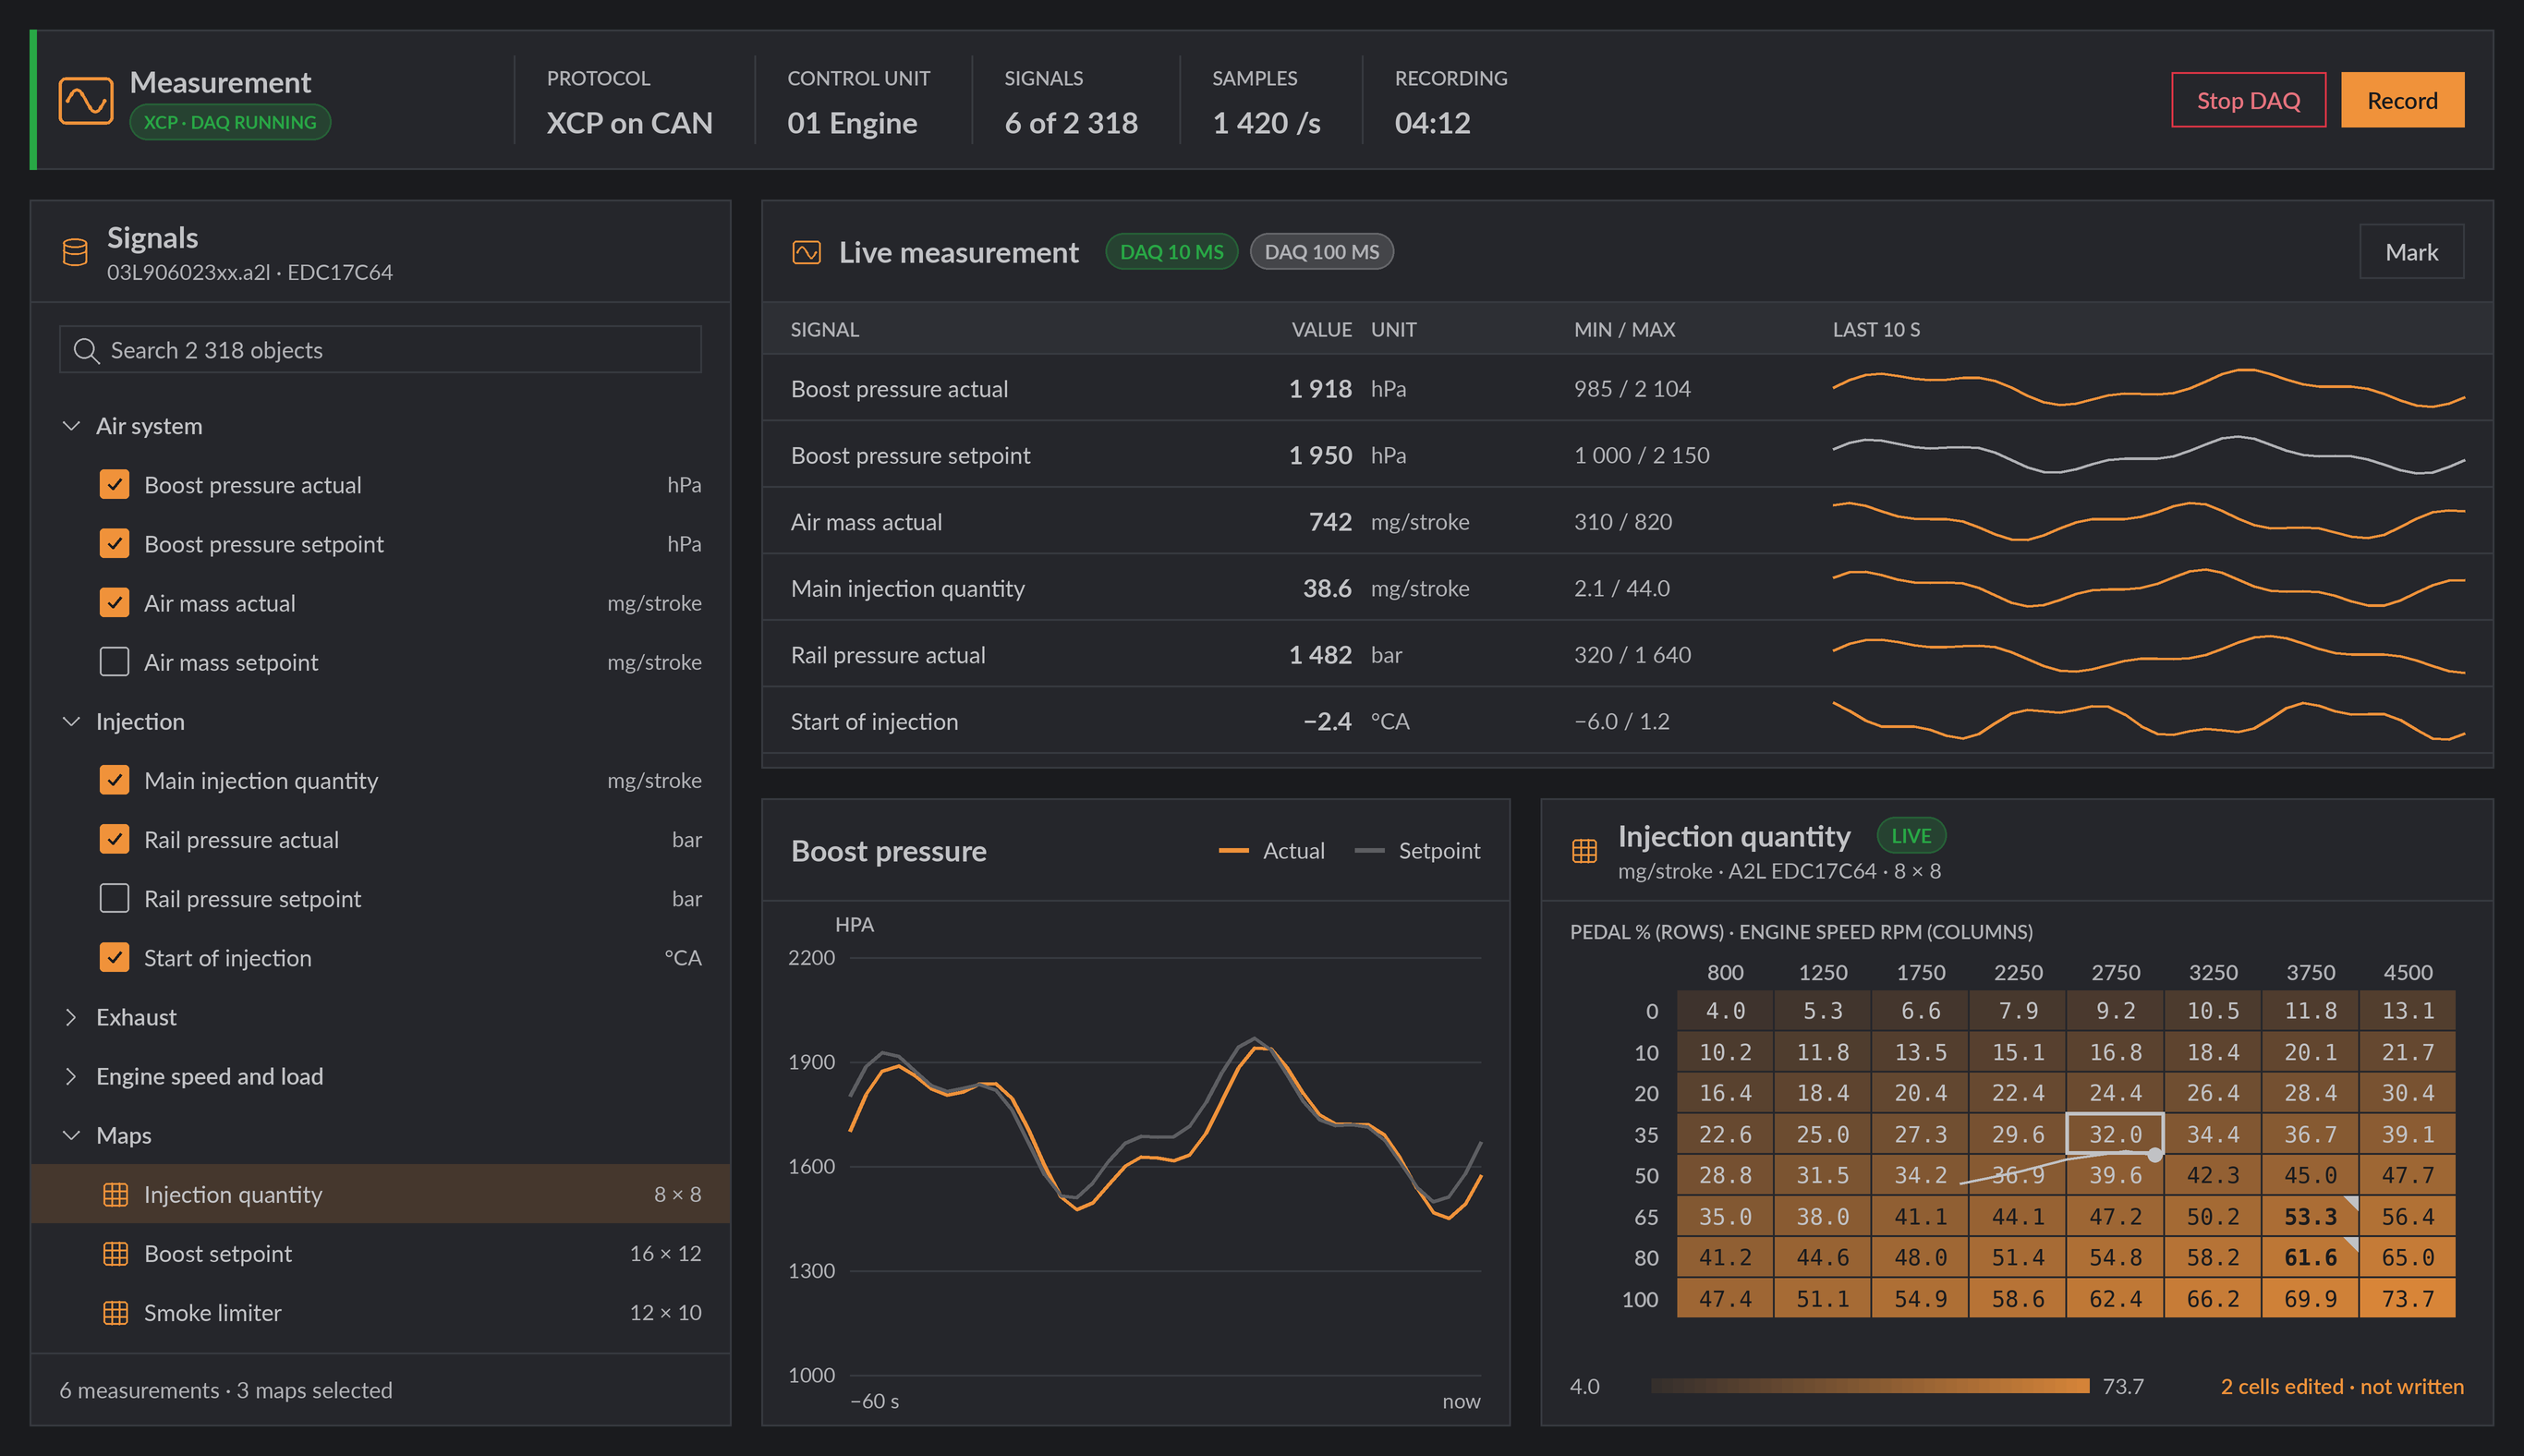 Measurement
XCP · DAQ RUNNING
PROTOCOL
XCP on CAN
CONTROL UNIT
01 Engine
SIGNALS
6 of 2 318
SAMPLES
1 420 /s
RECORDING
04:12
Stop DAQ
Record
Signals
03L906023xx.a2l · EDC17C64
Search 2 318 objects
Air system
Boost pressure actual hPa
Boost pressure setpoint hPa
Air mass actual mg/stroke
Air mass setpoint mg/stroke
Injection
Main injection quantity mg/stroke
Rail pressure actual bar
Rail pressure setpoint bar
Start of injection °CA
Exhaust
Engine speed and load
Maps
Injection quantity 8 × 8
Boost setpoint 16 × 12
Smoke limiter 12 × 10
6 measurements · 3 maps selected
Live measurement DAQ 10 MS DAQ 100 MS Mark
SIGNAL VALUE UNIT MIN / MAX LAST 10 S
Boost pressure actual 1 918 hPa 985 / 2 104
Boost pressure setpoint 1 950 hPa 1 000 / 2 150
Air mass actual 742 mg/stroke 310 / 820
Main injection quantity 38.6 mg/stroke 2.1 / 44.0
Rail pressure actual 1 482 bar 320 / 1 640
Start of injection −2.4 °CA −6.0 / 1.2
Boost pressure Actual Setpoint
HPA
2200
1900
1600
1300
1000
−60 s now
Injection quantity LIVE
mg/stroke · A2L EDC17C64 · 8 × 8
PEDAL % (ROWS) · ENGINE SPEED RPM (COLUMNS)
800 1250 1750 2250 2750 3250 3750 4500
0 4.0 5.3 6.6 7.9 9.2 10.5 11.8 13.1
10 10.2 11.8 13.5 15.1 16.8 18.4 20.1 21.7
20 16.4 18.4 20.4 22.4 24.4 26.4 28.4 30.4
35 22.6 25.0 27.3 29.6 32.0 34.4 36.7 39.1
50 28.8 31.5 34.2 36.9 39.6 42.3 45.0 47.7
65 35.0 38.0 41.1 44.1 47.2 50.2 53.3 56.4
80 41.2 44.6 48.0 51.4 54.8 58.2 61.6 65.0
100 47.4 51.1 54.9 58.6 62.4 66.2 69.9 73.7
4.0 73.7 2 cells edited · not written